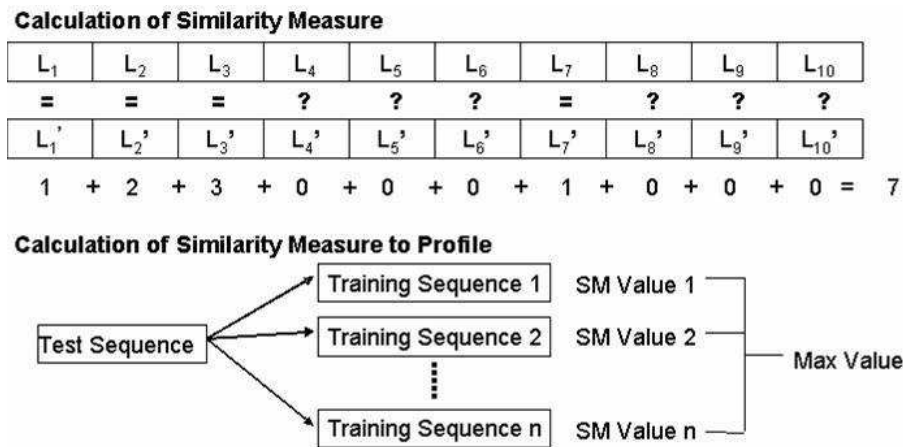 Calculation of Similarity Measure
L₁ L₂ L₃ L₄ L₅ L₆ L₇ L₈ L₉ L₁₀
= = = ? ? ? = ? ? ?
L₁' L₂' L₃' L₄' L₅' L₆' L₇' L₈' L₉' L₁₀'
1 + 2 + 3 + 0 + 0 + 0 + 1 + 0 + 0 + 0 = 7
Calculation of Similarity Measure to Profile
Training Sequence 1 SM Value 1
Test Sequence Training Sequence 2 SM Value 2
Max Value
Training Sequence n SM Value n